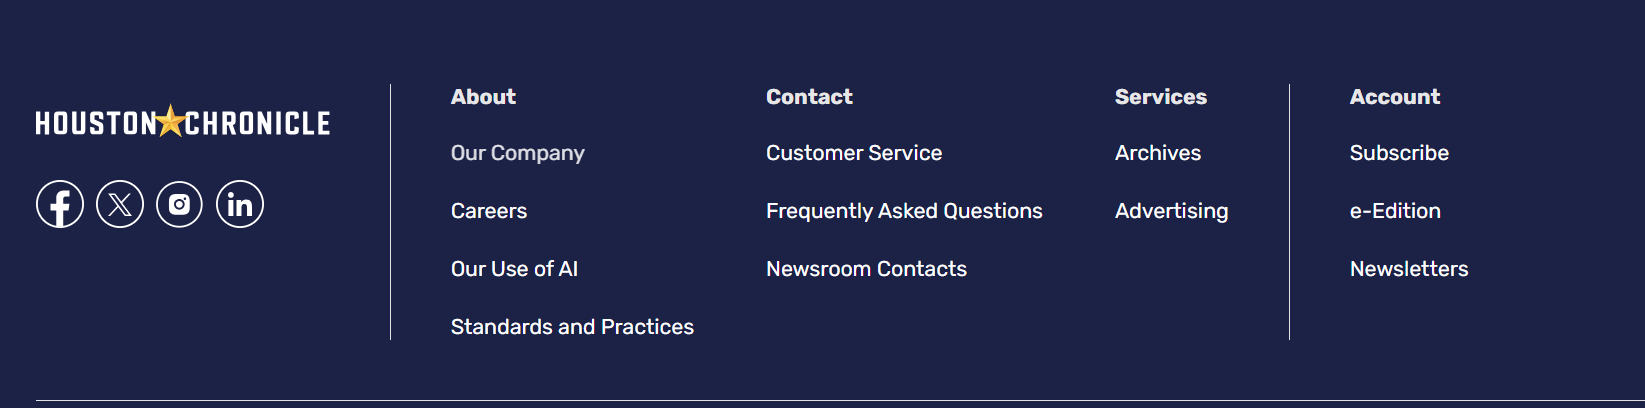 HOUSTON CHRONICLE
About
Our Company
Careers
Our Use of AI
Standards and Practices
Contact
Customer Service
Frequently Asked Questions
Newsroom Contacts
Services
Archives
Advertising
Account
Subscribe
e-Edition
Newsletters